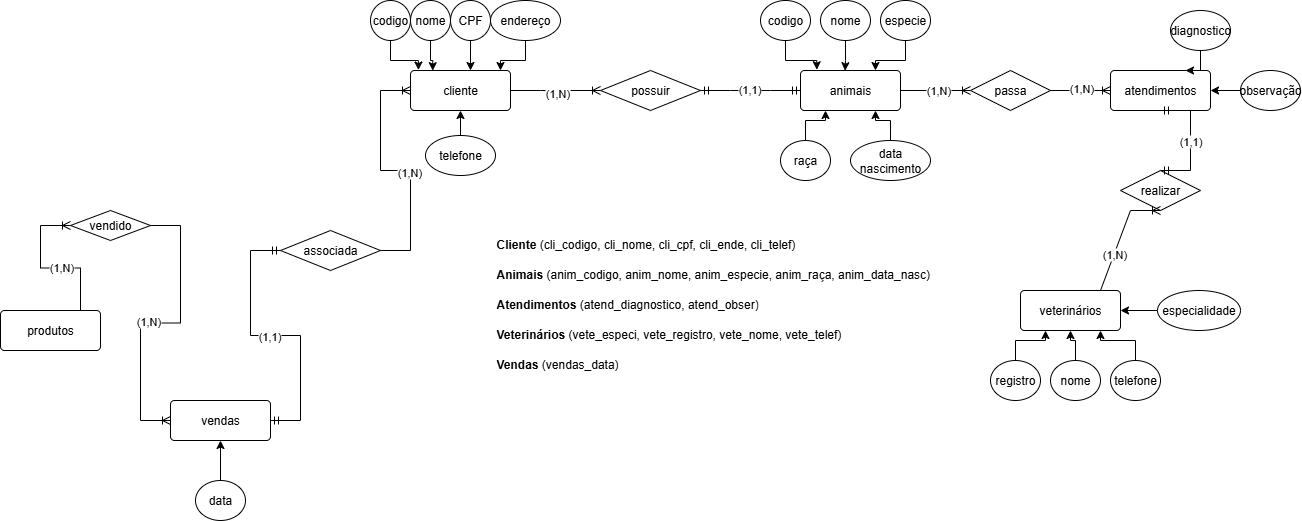 codigo
nome
CPF
endereço
codigo
nome
especie
diagnostico
cliente
(1,N)
possuir
(1,1)
animais
(1,N)
passa
(1,N)
atendimentos
observação
telefone
raça
data
nascimento
(1,1)
(1,N)
realizar
vendido
associada
Cliente (cli_codigo, cli_nome, cli_cpf, cli_ende, cli_telef)
(1,N)
(1,N)
Animais (anim_codigo, anim_nome, anim_especie, anim_raça, anim_data_nasc)
Atendimentos (atend_diagnostico, atend_obser)
veterinários
especialidade
produtos
(1,N)
(1,1)
Veterinários (vete_especi, vete_registro, vete_nome, vete_telef)
Vendas (vendas_data)
registro
nome
telefone
vendas
data